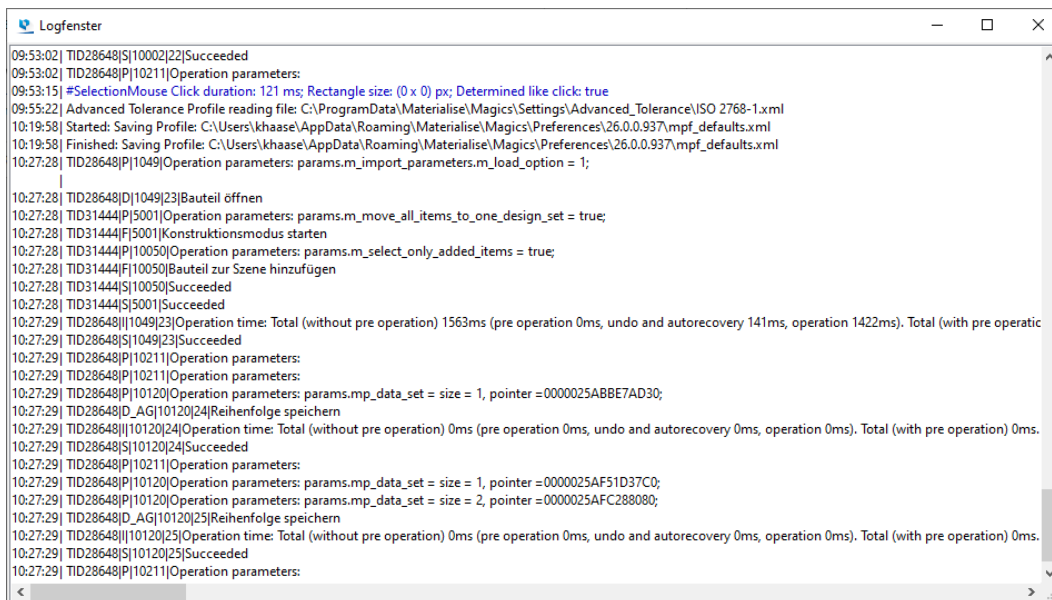 Logfenster
09:53:02| TID28648|S|10002|22|Succeeded
09:53:02| TID28648|P|10211|Operation parameters:
09:53:15| #SelectionMouse Click duration: 121 ms; Rectangle size: (0 x 0) px; Determined like click: true
09:55:22| Advanced Tolerance Profile reading file: C:\ProgramData\Materialise\Magics\Settings\Advanced_Tolerance\ISO 2768-1.xml
10:19:58| Started: Saving Profile: C:\Users\khaase\AppData\Roaming\Materialise\Magics\Preferences\26.0.0.937\mpf_defaults.xml
10:19:58| Finished: Saving Profile: C:\Users\khaase\AppData\Roaming\Materialise\Magics\Preferences\26.0.0.937\mpf_defaults.xml
10:27:28| TID28648|P|1049|Operation parameters: params.m_import_parameters.m_load_option = 1;
|
10:27:28| TID28648|D|1049|23|Bauteil öffnen
10:27:28| TID31444|P|5001|Operation parameters: params.m_move_all_items_to_one_design_set = true;
10:27:28| TID31444|F|5001|Konstruktionsmodus starten
10:27:28| TID31444|P|10050|Operation parameters: params.m_select_only_added_items = true;
10:27:28| TID31444|F|10050|Bauteil zur Szene hinzufügen
10:27:28| TID31444|S|10050|Succeeded
10:27:28| TID31444|S|5001|Succeeded
10:27:29| TID28648|I|1049|23|Operation time: Total (without pre operation) 1563ms (pre operation 0ms, undo and autorecovery 141ms, operation 1422ms). Total (with pre operatic
10:27:29| TID28648|S|1049|23|Succeeded
10:27:29| TID28648|P|10211|Operation parameters:
10:27:29| TID28648|P|10211|Operation parameters:
10:27:29| TID28648|P|10120|Operation parameters: params.mp_data_set = size = 1, pointer =0000025ABBE7AD30;
10:27:29| TID28648|D_AG|10120|24|Reihenfolge speichern
10:27:29| TID28648|I|10120|24|Operation time: Total (without pre operation) 0ms (pre operation 0ms, undo and autorecovery 0ms, operation 0ms). Total (with pre operation) 0ms.
10:27:29| TID28648|S|10120|24|Succeeded
10:27:29| TID28648|P|10211|Operation parameters:
10:27:29| TID28648|P|10120|Operation parameters: params.mp_data_set = size = 1, pointer =0000025AF51D37C0;
10:27:29| TID28648|P|10120|Operation parameters: params.mp_data_set = size = 2, pointer =0000025AFC288080;
10:27:29| TID28648|D_AG|10120|25|Reihenfolge speichern
10:27:29| TID28648|I|10120|25|Operation time: Total (without pre operation) 0ms (pre operation 0ms, undo and autorecovery 0ms, operation 0ms). Total (with pre operation) 0ms.
10:27:29| TID28648|S|10120|25|Succeeded
10:27:29| TID28648|P|10211|Operation parameters: